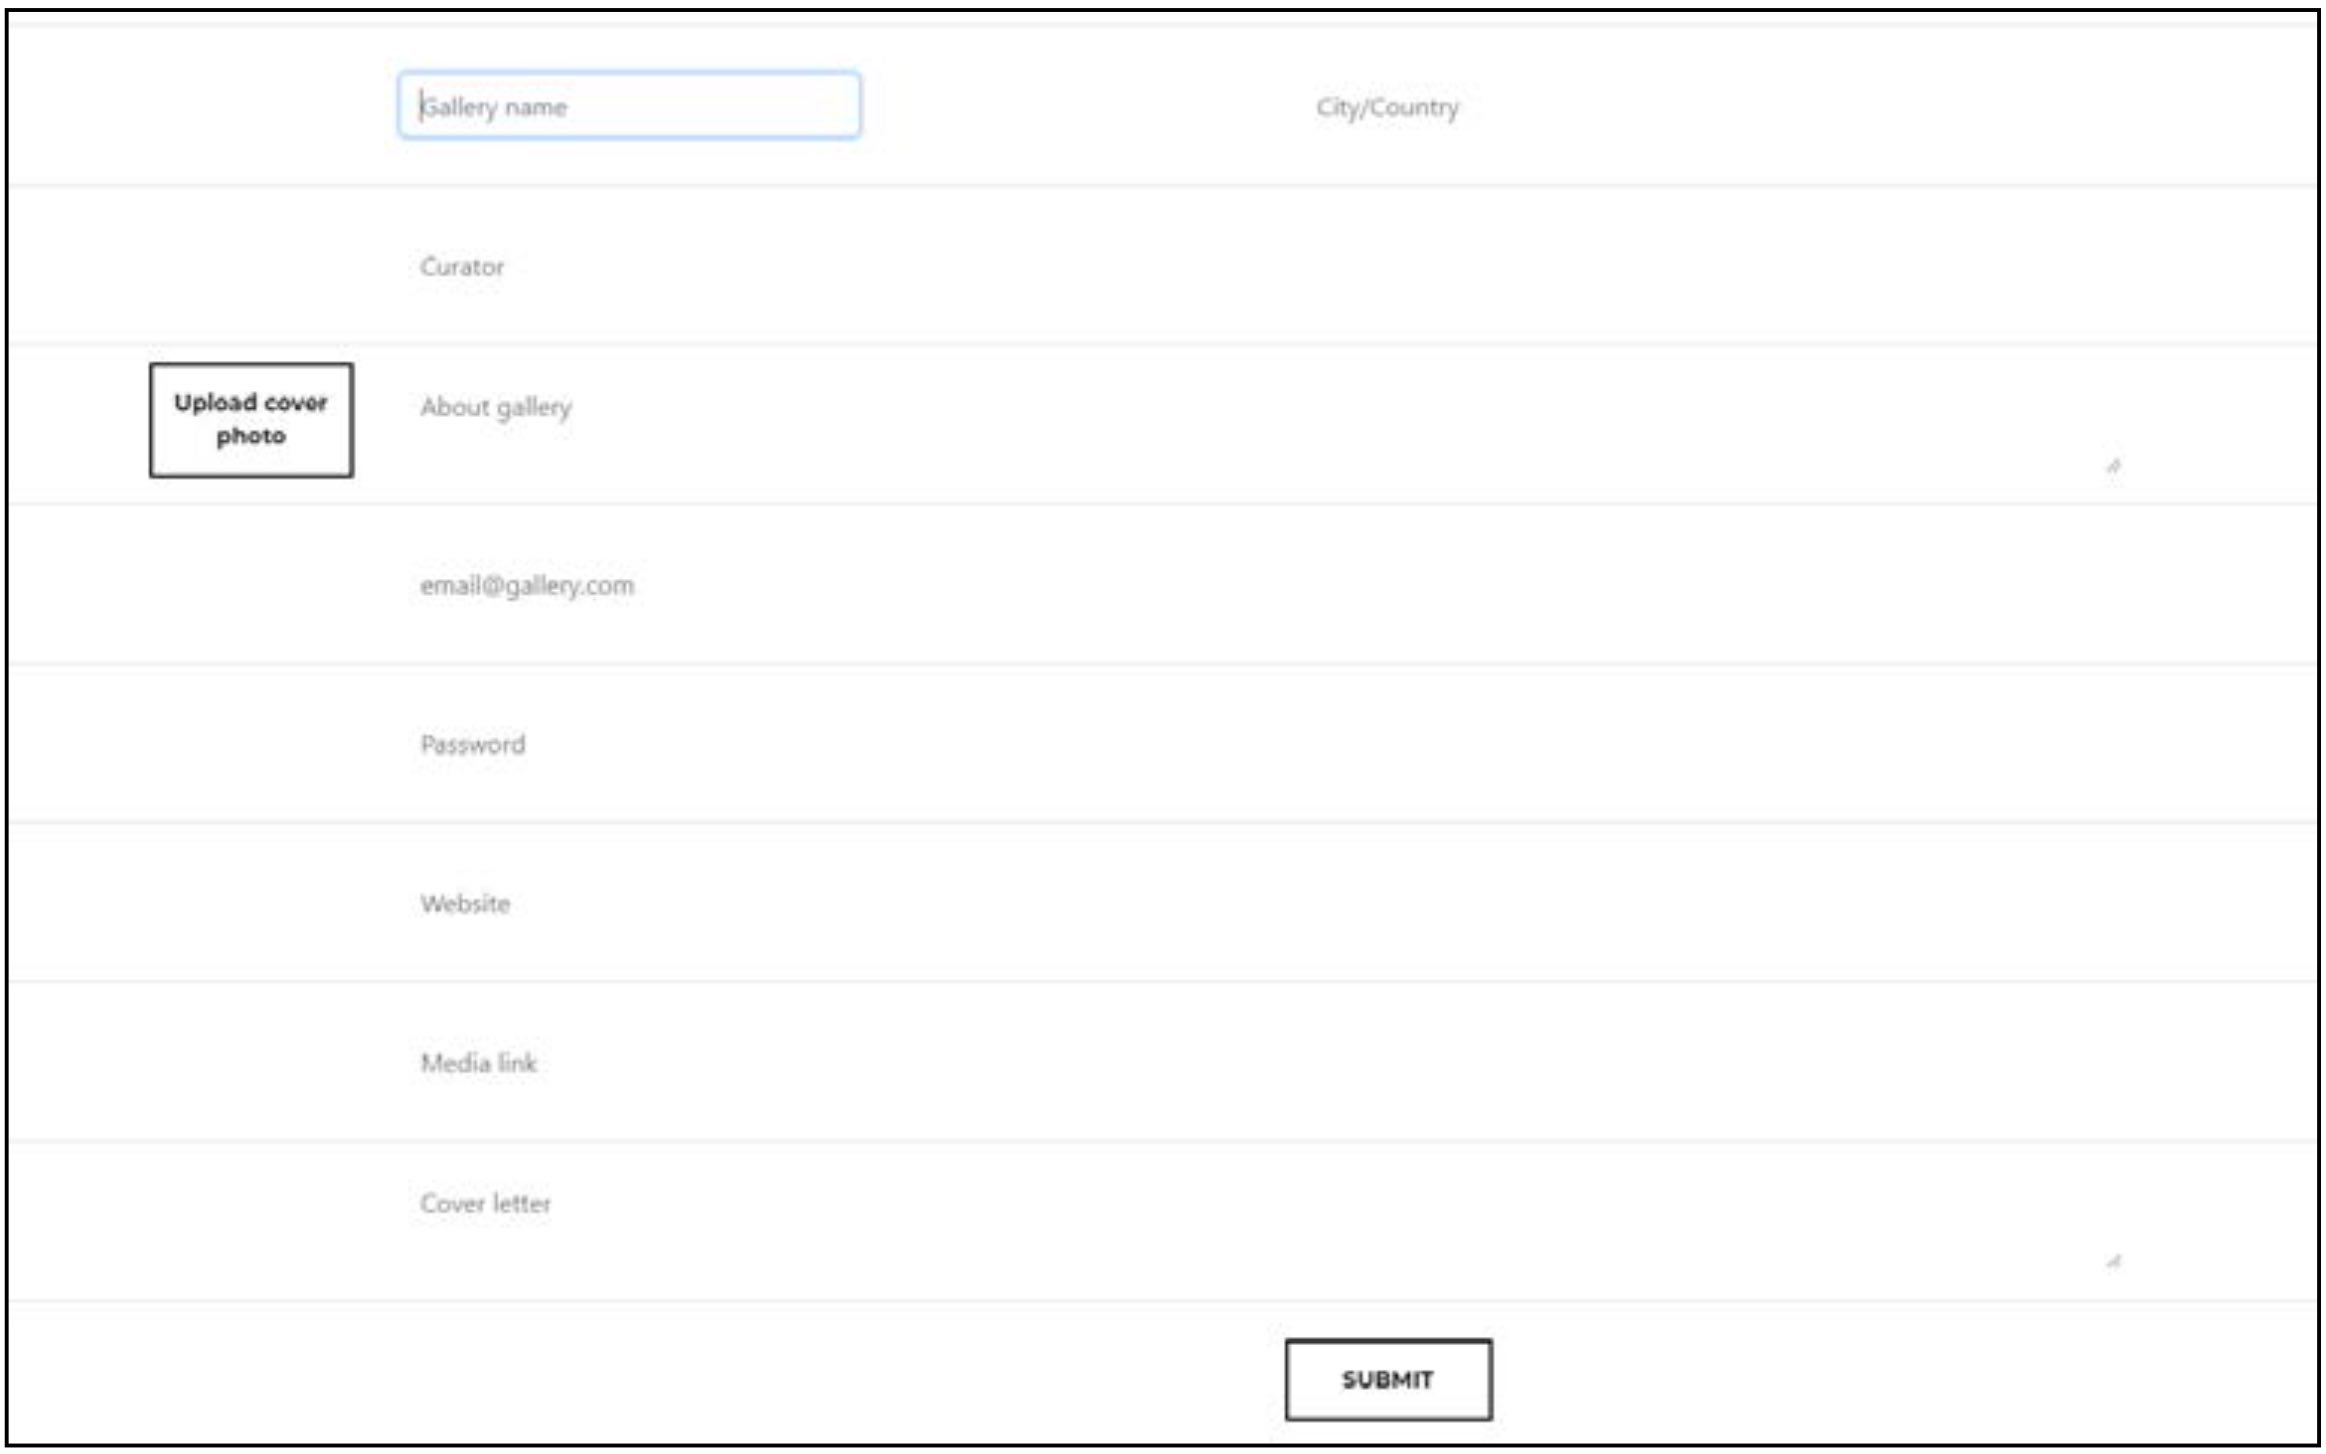 Gallery name
City/Country
Curator
Upload cover
photo
About gallery
email@gallery.com
Password
Website
Media link
Cover letter
SUBMIT